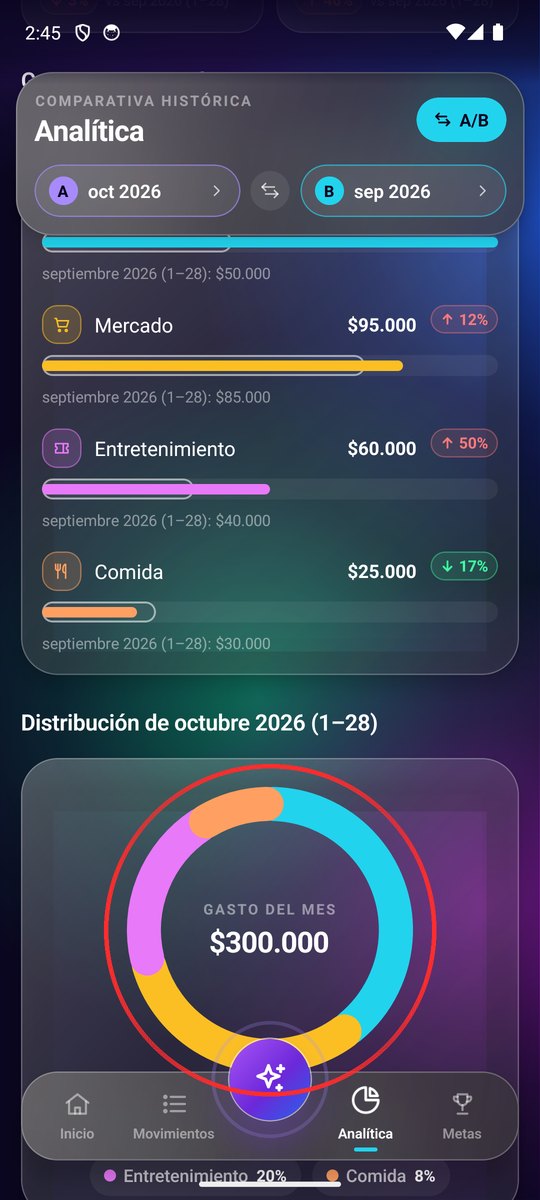 2:45
COMPARATIVA HISTÓRICA
Analítica
A/B
A oct 2026
B sep 2026
septiembre 2026 (1–28): $50.000
Mercado $95.000 ↑ 12%
septiembre 2026 (1–28): $85.000
Entretenimiento $60.000 ↑ 50%
septiembre 2026 (1–28): $40.000
Comida $25.000 ↓ 17%
septiembre 2026 (1–28): $30.000
Distribución de octubre 2026 (1–28)
GASTO DEL MES
$300.000
Inicio Movimientos Analítica Metas
Entretenimiento 20% Comida 8%